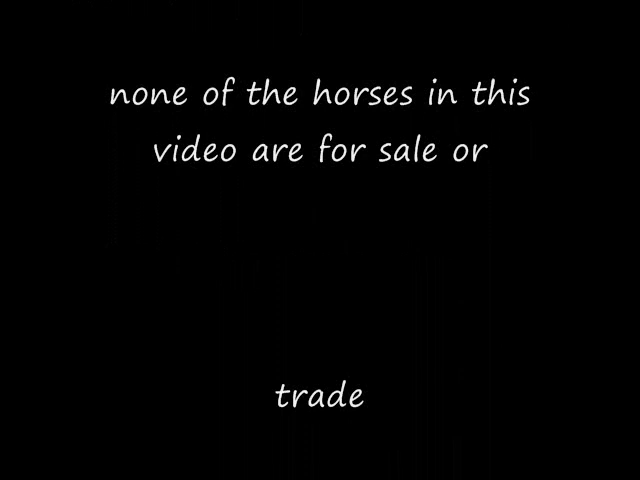 none of the horses in this
video are for sale or
trade